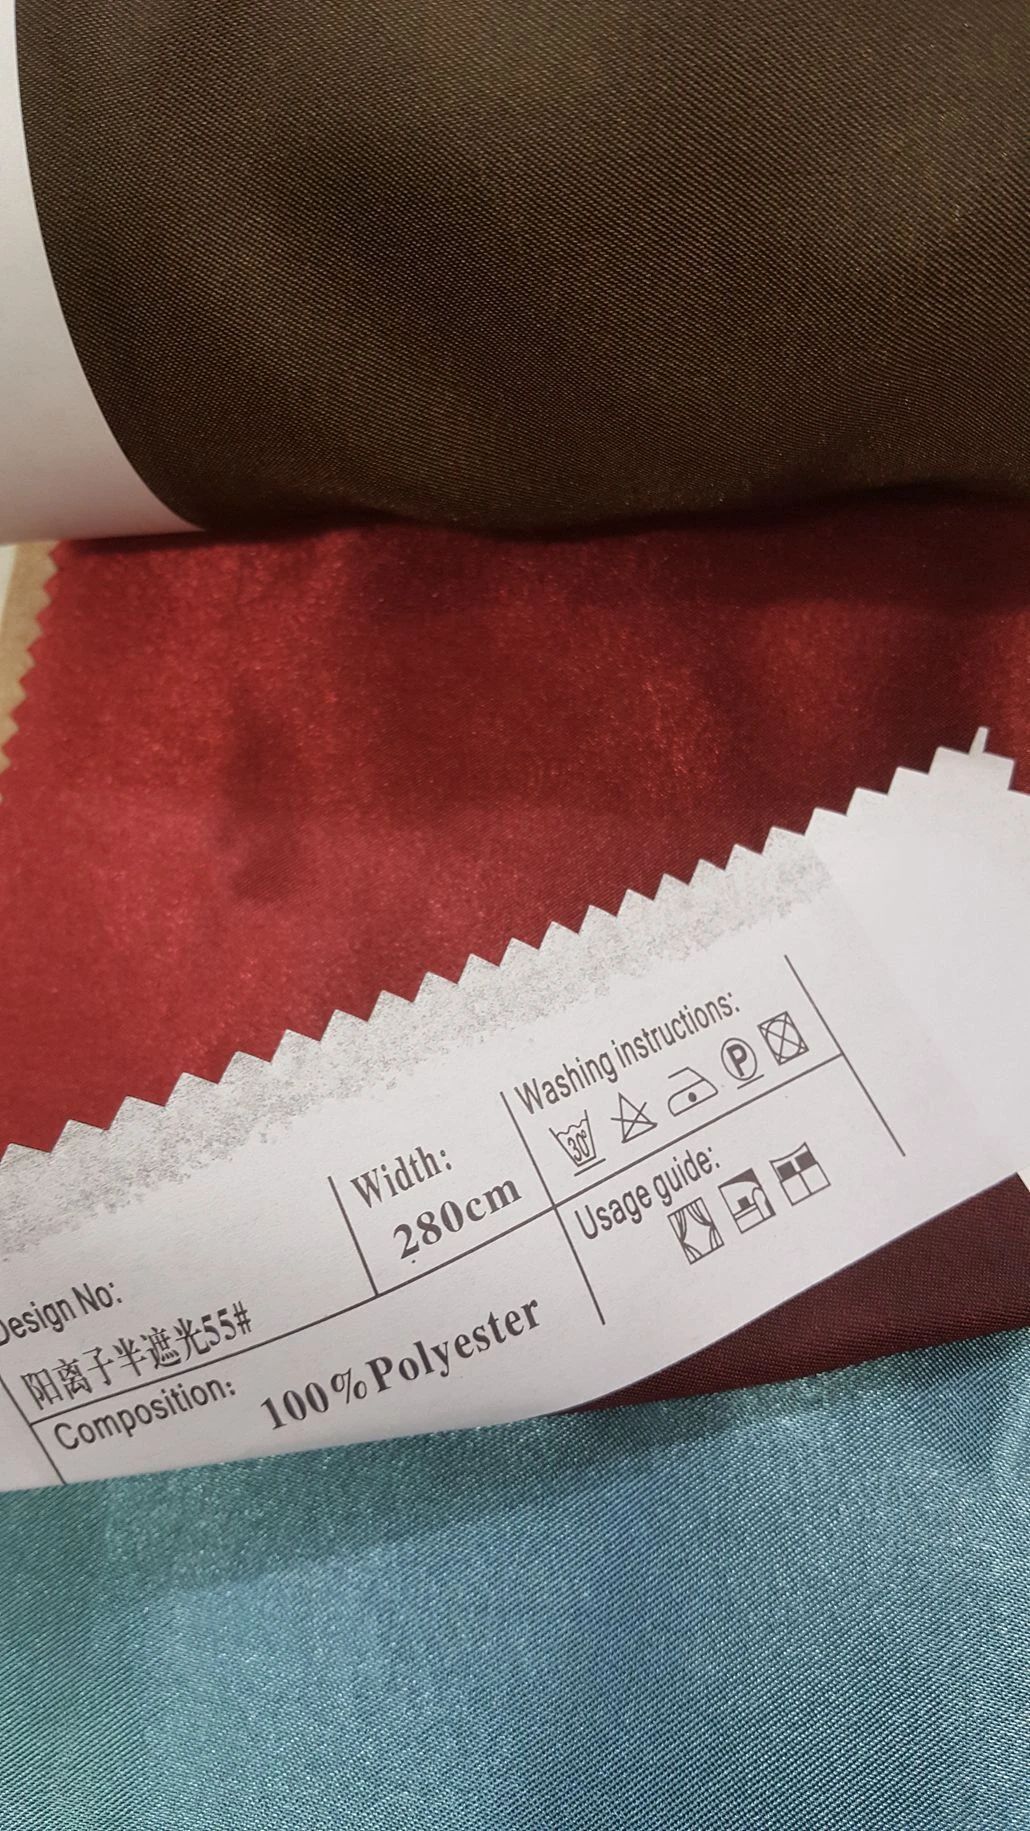 Design No:
阳离子半遮光55#
Width:
280cm
Washing instructions:
30°
P
Composition:
100%Polyester
Usage guide: